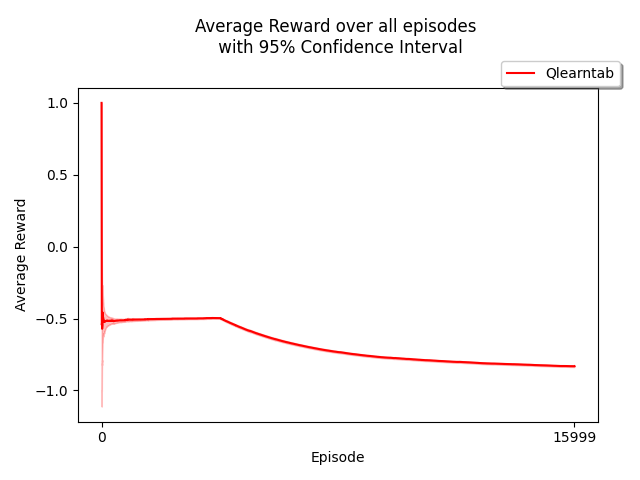 Average Reward over all episodes
with 95% Confidence Interval
Qlearntab
1.0
0.5
0.0
−0.5
−1.0
Average Reward
0
15999
Episode